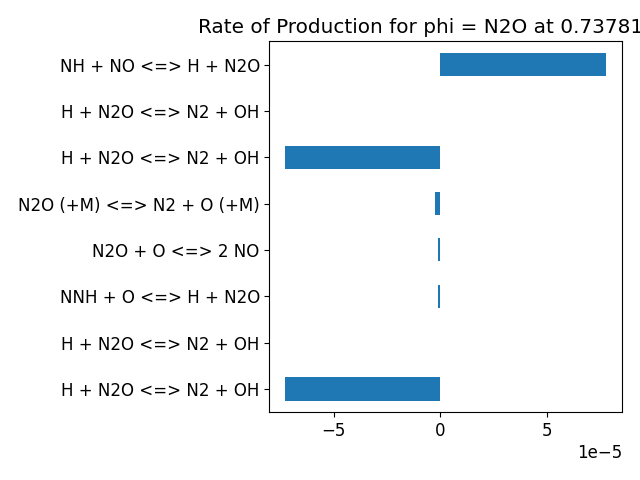 Rate of Production for phi = N2O at 0.73781
NH + NO <=> H + N2O
H + N2O <=> N2 + OH
H + N2O <=> N2 + OH
N2O (+M) <=> N2 + O (+M)
N2O + O <=> 2 NO
NNH + O <=> H + N2O
H + N2O <=> N2 + OH
H + N2O <=> N2 + OH
−5 0 5
1e−5